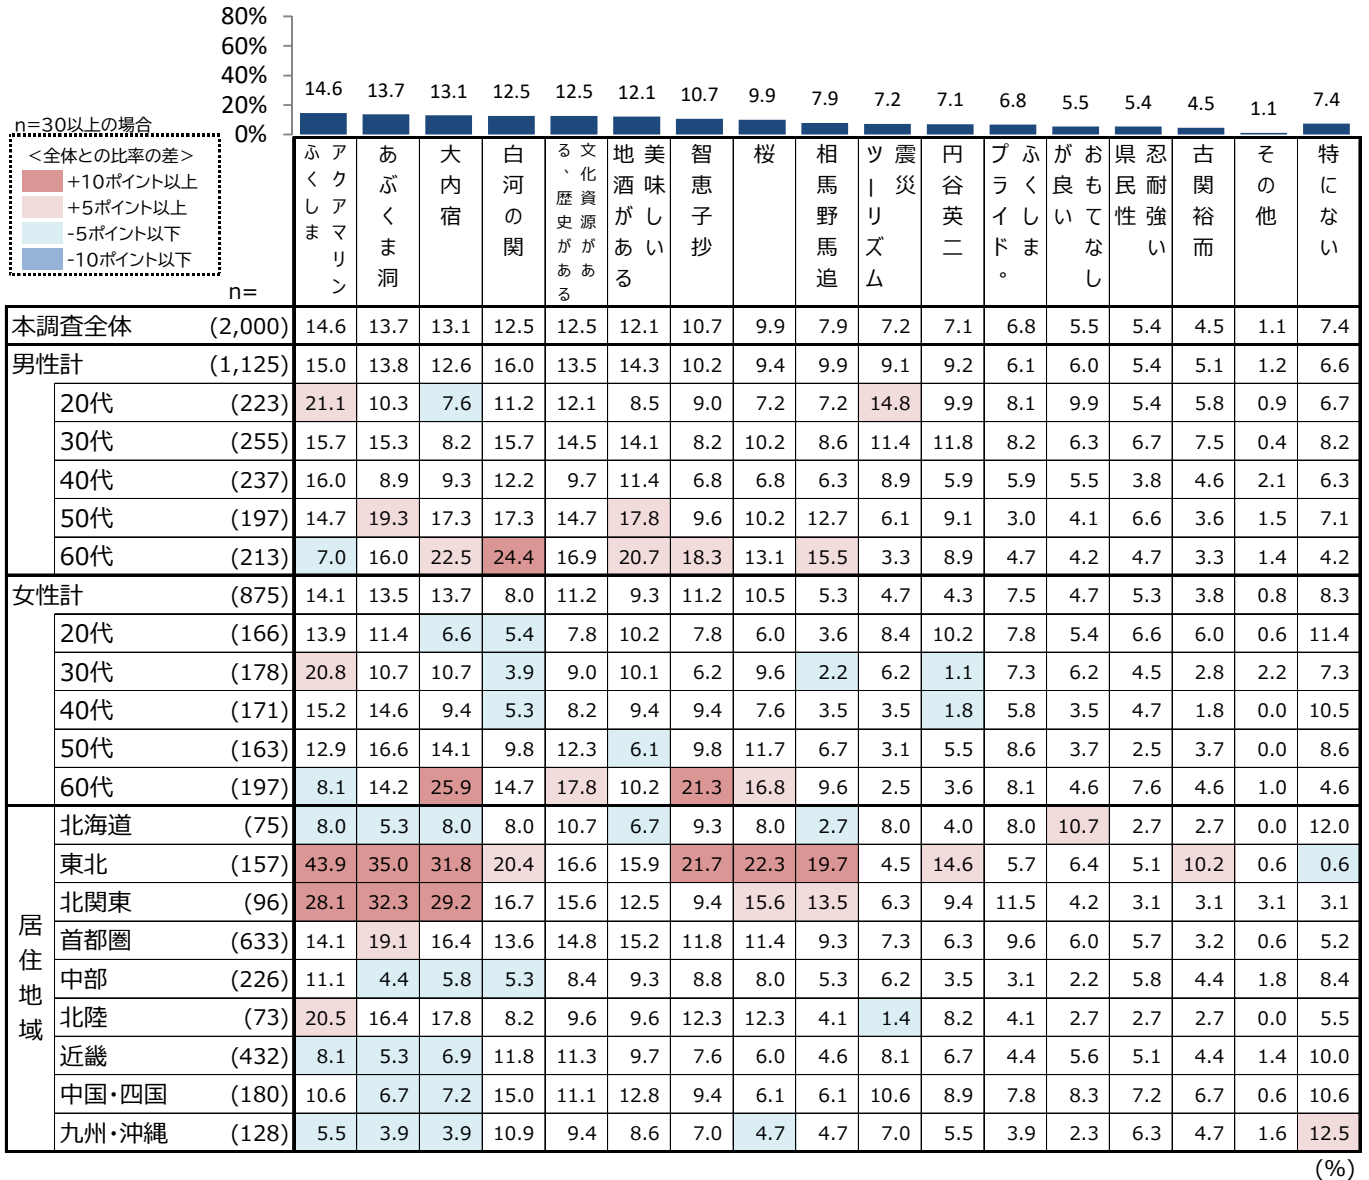 80%
60%
40%
20%
0%
14.6 13.7 13.1 12.5 12.5 12.1 10.7 9.9 7.9 7.2 7.1 6.8 5.5 5.4 4.5 1.1 7.4
n=30以上の場合
<全体との比率の差>
+10ポイント以上
+5ポイント以上
-5ポイント以下
-10ポイント以下
n=
アクアマリン
ふくしま
あぶくま洞
大内宿
白河の関
文化資源があ
る、歴史がある
美味しい
地酒がある
智恵子抄
桜
相馬野馬追
震災
ツーリズム
円谷英二
ふくしま
プライド。
おもてなし
が良い
忍耐強い
県民性
古関裕而
その他
特にない
本調査全体 (2,000) 14.6 13.7 13.1 12.5 12.5 12.1 10.7 9.9 7.9 7.2 7.1 6.8 5.5 5.4 4.5 1.1 7.4
男性計 (1,125) 15.0 13.8 12.6 16.0 13.5 14.3 10.2 9.4 9.9 9.1 9.2 6.1 6.0 5.4 5.1 1.2 6.6
20代 (223) 21.1 10.3 7.6 11.2 12.1 8.5 9.0 7.2 7.2 14.8 9.9 8.1 9.9 5.4 5.8 0.9 6.7
30代 (255) 15.7 15.3 8.2 15.7 14.5 14.1 8.2 10.2 8.6 11.4 11.8 8.2 6.3 6.7 7.5 0.4 8.2
40代 (237) 16.0 8.9 9.3 12.2 9.7 11.4 6.8 6.8 6.3 8.9 5.9 5.9 5.5 3.8 4.6 2.1 6.3
50代 (197) 14.7 19.3 17.3 17.3 14.7 17.8 9.6 10.2 12.7 6.1 9.1 3.0 4.1 6.6 3.6 1.5 7.1
60代 (213) 7.0 16.0 22.5 24.4 16.9 20.7 18.3 13.1 15.5 3.3 8.9 4.7 4.2 4.7 3.3 1.4 4.2
女性計 (875) 14.1 13.5 13.7 8.0 11.2 9.3 11.2 10.5 5.3 4.7 4.3 7.5 4.7 5.3 3.8 0.8 8.3
20代 (166) 13.9 11.4 6.6 5.4 7.8 10.2 7.8 6.0 3.6 8.4 10.2 7.8 5.4 6.6 6.0 0.6 11.4
30代 (178) 20.8 10.7 10.7 3.9 9.0 10.1 6.2 9.6 2.2 6.2 1.1 7.3 6.2 4.5 2.8 2.2 7.3
40代 (171) 15.2 14.6 9.4 5.3 8.2 9.4 9.4 7.6 3.5 3.5 1.8 5.8 3.5 4.7 1.8 0.0 10.5
50代 (163) 12.9 16.6 14.1 9.8 12.3 6.1 9.8 11.7 6.7 3.1 5.5 8.6 3.7 2.5 3.7 0.0 8.6
60代 (197) 8.1 14.2 25.9 14.7 17.8 10.2 21.3 16.8 9.6 2.5 3.6 8.1 4.6 7.6 4.6 1.0 4.6
居住地域
北海道 (75) 8.0 5.3 8.0 8.0 10.7 6.7 9.3 8.0 2.7 8.0 4.0 8.0 10.7 2.7 2.7 0.0 12.0
東北 (157) 43.9 35.0 31.8 20.4 16.6 15.9 21.7 22.3 19.7 4.5 14.6 5.7 6.4 5.1 10.2 0.6 0.6
北関東 (96) 28.1 32.3 29.2 16.7 15.6 12.5 9.4 15.6 13.5 6.3 9.4 11.5 4.2 3.1 3.1 3.1 3.1
首都圏 (633) 14.1 19.1 16.4 13.6 14.8 15.2 11.8 11.4 9.3 7.3 6.3 9.6 6.0 5.7 3.2 0.6 5.2
中部 (226) 11.1 4.4 5.8 5.3 8.4 9.3 8.8 8.0 5.3 6.2 3.5 3.1 2.2 5.8 4.4 1.8 8.4
北陸 (73) 20.5 16.4 17.8 8.2 9.6 9.6 12.3 12.3 4.1 1.4 8.2 4.1 2.7 2.7 2.7 0.0 5.5
近畿 (432) 8.1 5.3 6.9 11.8 11.3 9.7 7.6 6.0 4.6 8.1 6.7 4.4 5.6 5.1 4.4 1.4 10.0
中国・四国 (180) 10.6 6.7 7.2 15.0 11.1 12.8 9.4 6.1 6.1 10.6 8.9 7.8 8.3 7.2 6.7 0.6 10.6
九州・沖縄 (128) 5.5 3.9 3.9 10.9 9.4 8.6 7.0 4.7 4.7 7.0 5.5 3.9 2.3 6.3 4.7 1.6 12.5
(%)